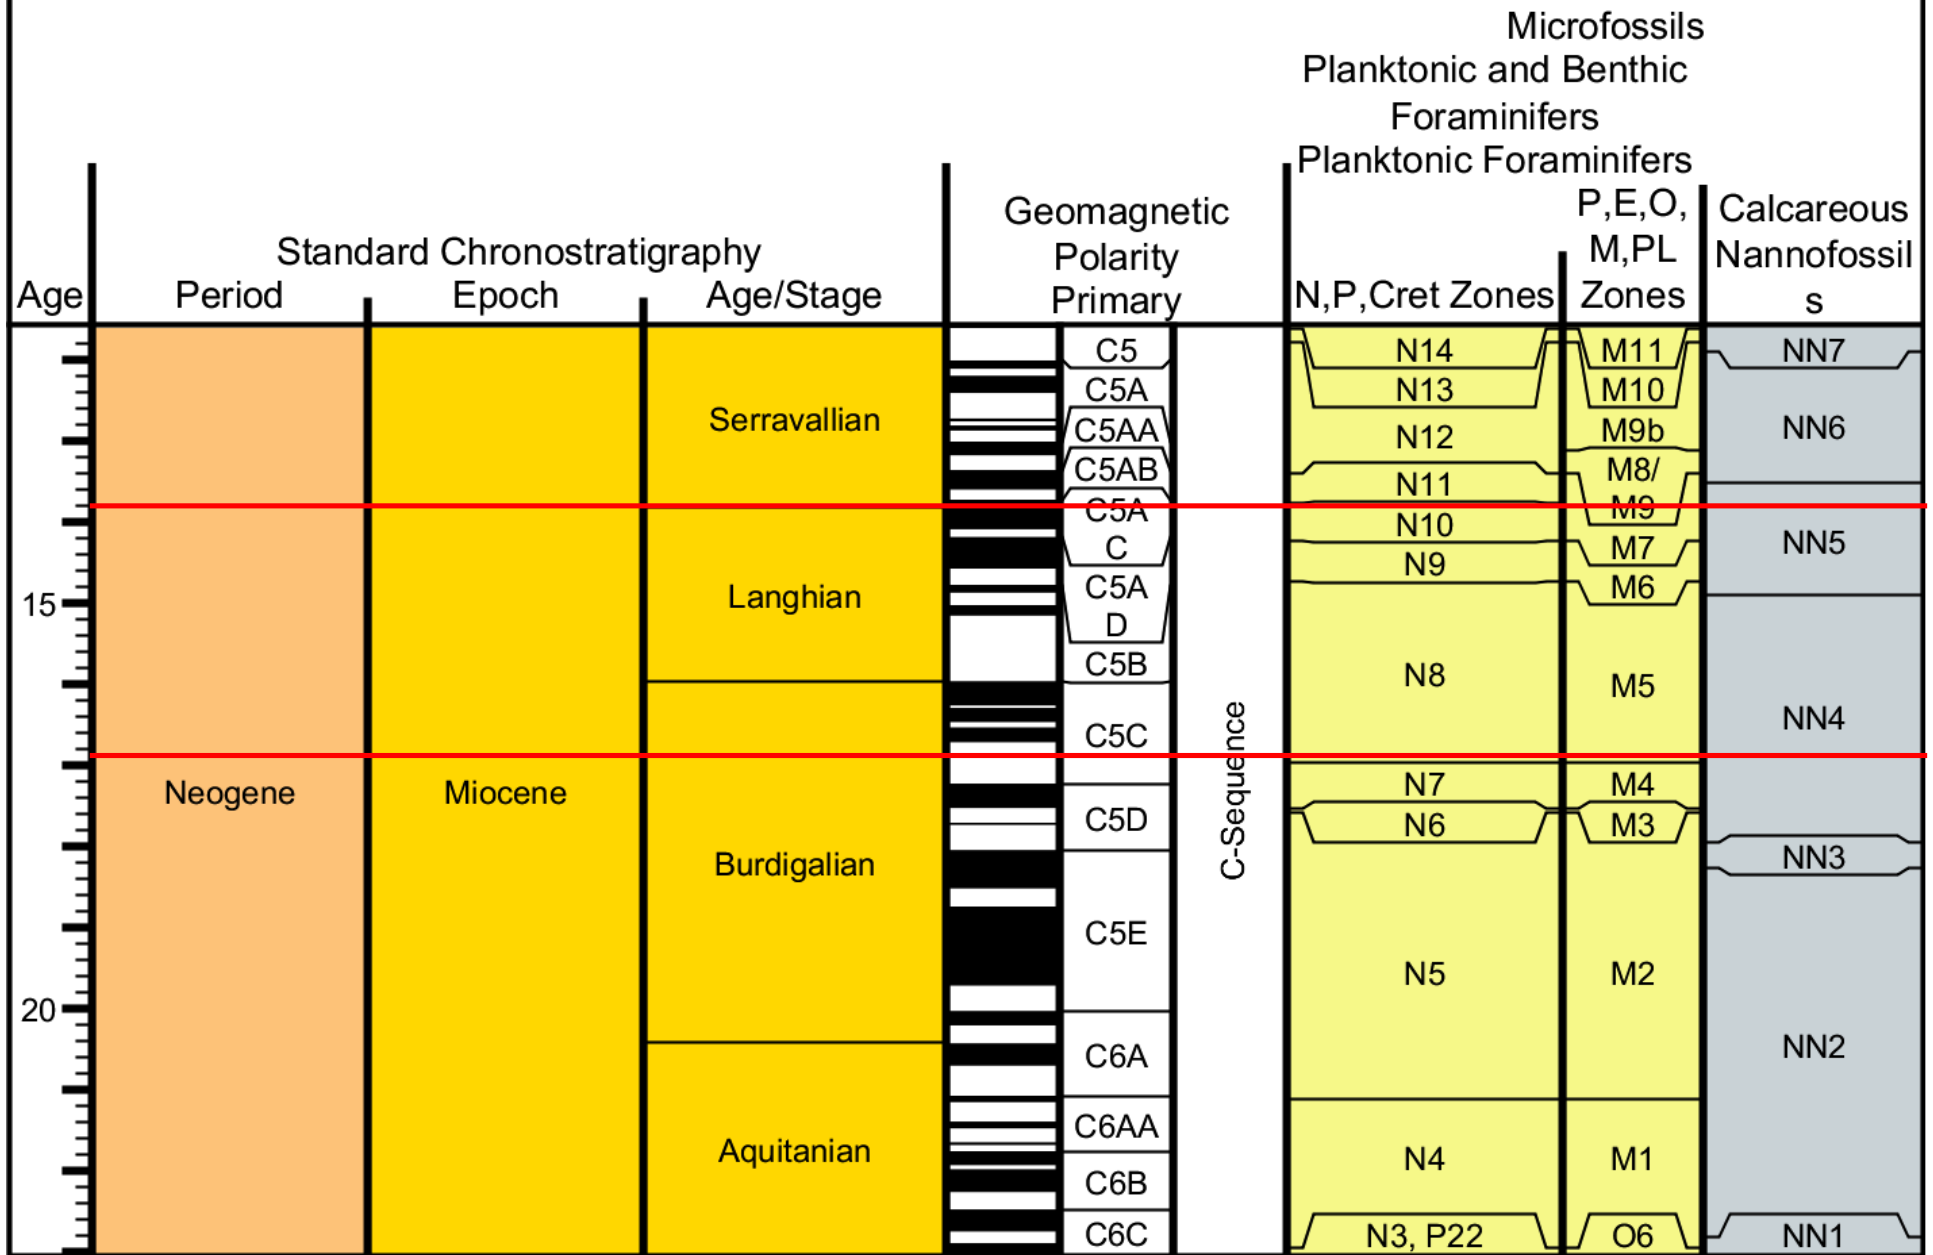 Microfossils
Planktonic and Benthic
Foraminifers
Planktonic Foraminifers
Standard Chronostratigraphy
Geomagnetic
Polarity
Primary
P,E,O,
M,PL
Zones
Calcareous
Nannofossil
s
Age
Period
Epoch
Age/Stage
N,P,Cret Zones
15
20
Neogene
Miocene
Serravallian
Langhian
Burdigalian
Aquitanian
C5
C5A
C5AA
C5AB
C5A
C
C5A
D
C5B
C5C
C5D
C5E
C6A
C6AA
C6B
C6C
C-Sequence
N14
N13
N12
N11
N10
N9
N8
N7
N6
N5
N4
N3, P22
M11
M10
M9b
M8/
M9
M7
M6
M5
M4
M3
M2
M1
O6
NN7
NN6
NN5
NN4
NN3
NN2
NN1